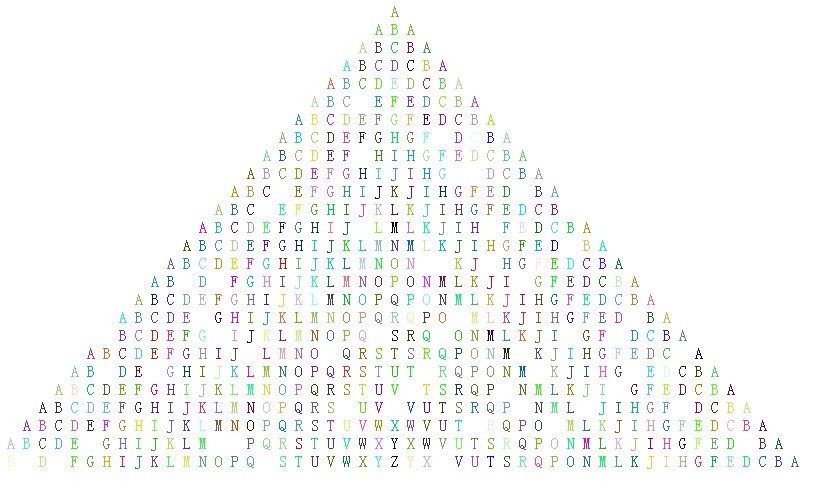 A
A B A
A B C B A
A B C D C B A
A B C D E D C B A
A B C E F E D C B A
A B C D E F G F E D C B A
A B C D E F G H G F D C B A
A B C D E F H I H G F E D C B A
A B C D E F G H I J I H G D C B A
A B C E F G H I J K J I H G F E D B A
A B C E F G H I J K L K J I H G F E D C B
A B C D E F G H I J L M L K J I H F E D C B A
A B C D E F G H I J K L M N M L K J I H G F E D B A
A B C D E F G H I J K L M N O N K J H G F E D C B A
A B D F G H I J K L M N O P O N M L K J I G F E D C B A
A B C D E F G H I J K L M N O P Q P O N M L K J I H G F E D C B A
A B C D E G H I J K L M N O P Q R Q P O M L K J I H G F E D B A
B C D E F G I J K L M N O P Q S R Q O N M L K J I G F D C B A
A B C D E F G H I J L M N O Q R S T S R Q P O N M K J I H G F E D C A
A B D E G H I J K L M N O P Q R S T U T R Q P O N M K J I H G E D C B A
A B C D E F G H I J K L M N O P Q R S T U V T S R Q P N M L K J I G F E D C B A
A B C D E F G H I J K L M N O P Q R S U V V U T S R Q P N M L J I H G F D C B A
A B C D E F G H I J K L M N O P Q R S T U V W X W V U T R Q P O M L K J I H G F E D C B A
A B C D E G H I J K L M P Q R S T U V W X Y X W V U T S R Q P O N M L K J I H G F E D B A
B D F G H I J K L M N O P Q S T U V W X Y Z Y X V U T S R Q P O N M L K J I H G F E D C B A